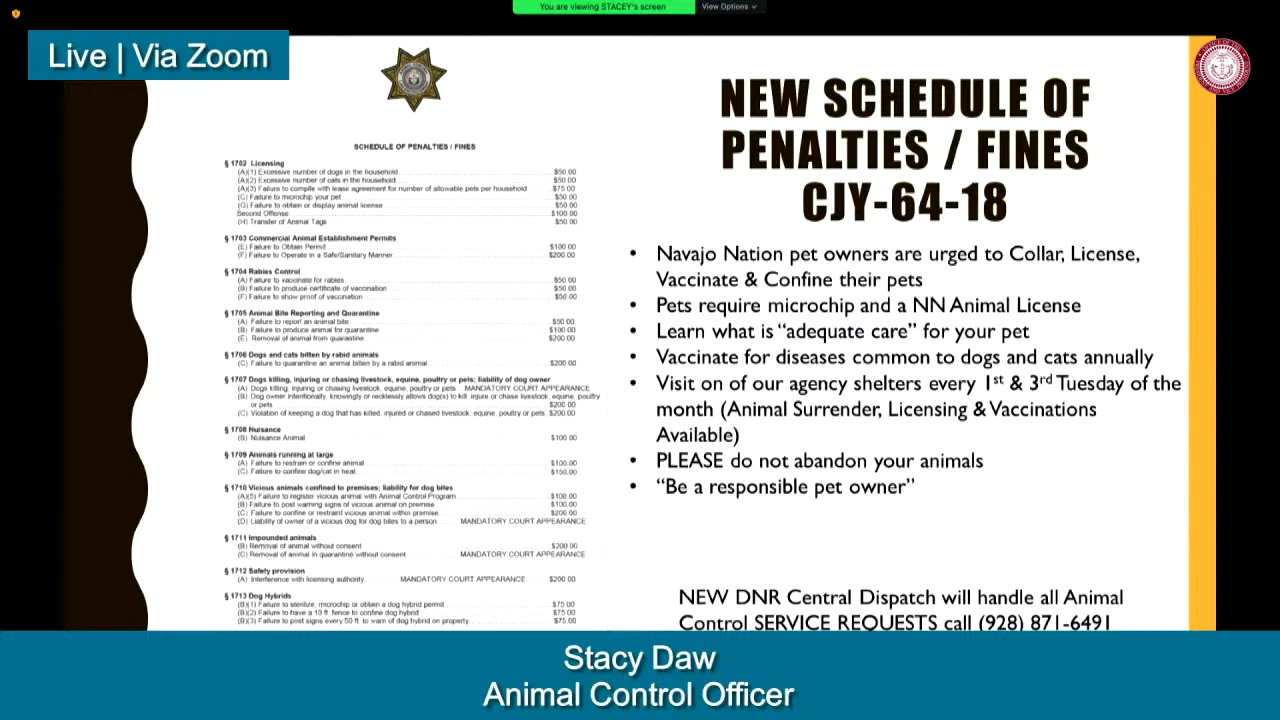 You are viewing STACEY's screen
View Options
Live | Via Zoom
SCHEDULE OF PENALTIES / FINES
§ 1702 Licensing
(A)(1) Excessive number of dogs in the household $50.00
(A)(2) Excessive number of cats in the household $50.00
(A)(3) Failure to compile with lease agreement for number of allowable pets per household $75.00
(C) Failure to microchip your pet $50.00
(G) Failure to obtain or display animal license $50.00
Second Offense $100.00
(H) Transfer of Animal Tags $50.00
§ 1703 Commercial Animal Establishment Permits
(E) Failure to Obtain Permit $100.00
(F) Failure to Operate in a Safe/Sanitary Manner $200.00
§ 1704 Rabies Control
(A) Failure to vaccinate for rabies $50.00
(B) Failure to produce certificate of vaccination $50.00
(F) Failure to show proof of vaccination $50.00
§ 1705 Animal Bite Reporting and Quarantine
(A) Failure to report an animal bite $50.00
(B) Failure to produce animal for quarantine $100.00
(E) Removal of animal from quarantine $200.00
§ 1706 Dogs and cats bitten by rabid animals
(C) Failure to quarantine an animal bitten by a rabid animal $200.00
§ 1707 Dogs killing, injuring or chasing livestock, equine, poultry or pets; liability of dog owner
(A) Dogs killing, injuring or chasing livestock, equine, poultry or pets. MANDATORY COURT APPEARANCE
(B) Dog owner intentionally, knowingly or recklessly allows dog(s) to kill, injure or chase livestock, equine, poultry
or pets $200.00
(C) Violation of keeping a dog that has killed, injured or chased livestock, equine, poultry or pets $200.00
§ 1708 Nuisance
(B) Nuisance Animal $100.00
§ 1709 Animals running at large
(A) Failure to restrain or confine animal $100.00
(C) Failure to confine dog/cat in heat $150.00
§ 1710 Vicious animals confined to premises; liability for dog bites
(A)(5) Failure to register vicious animal with Animal Control Program $100.00
(B) Failure to post warning signs of vicious animal on premise $100.00
(C) Failure to confine or restraint vicious animal within premise $200.00
(D) Liability of owner of a vicious dog for dog bites to a person MANDATORY COURT APPEARANCE
§ 1711 Impounded animals
(B) Removal of animal without consent $200.00
(C) Removal of animal in quarantine without consent MANDATORY COURT APPEARANCE
§ 1712 Safety provision
(A) Interference with licensing authority MANDATORY COURT APPEARANCE $200.00
§ 1713 Dog Hybrids
(B)(1) Failure to sterilize, microchip or obtain a dog hybrid permit $75.00
(B)(2) Failure to have a 10 ft. fence to confine dog hybrid $75.00
(B)(3) Failure to post signs every 50 ft. to warn of dog hybrid on property $75.00
NEW SCHEDULE OF
PENALTIES / FINES
CJY-64-18
• Navajo Nation pet owners are urged to Collar, License,
Vaccinate & Confine their pets
• Pets require microchip and a NN Animal License
• Learn what is “adequate care” for your pet
• Vaccinate for diseases common to dogs and cats annually
• Visit on of our agency shelters every 1st & 3rd Tuesday of the
month (Animal Surrender, Licensing & Vaccinations
Available)
• PLEASE do not abandon your animals
• “Be a responsible pet owner”
NEW DNR Central Dispatch will handle all Animal
Control SERVICE REQUESTS call (928) 871-6491
Stacy Daw
Animal Control Officer